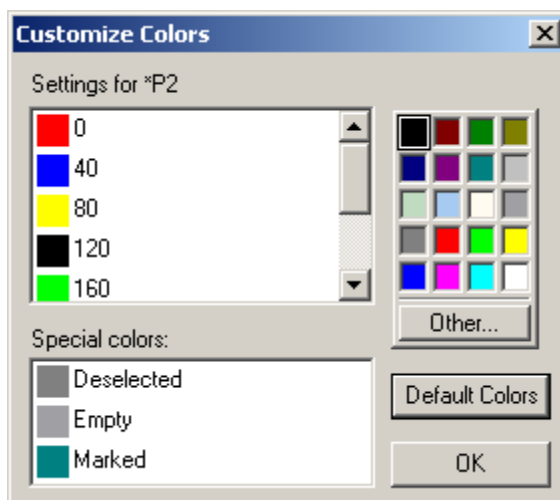 Customize Colors
Settings for *P2
0
40
80
120
160
Other...
Special colors:
Deselected
Empty
Marked
Default Colors
OK